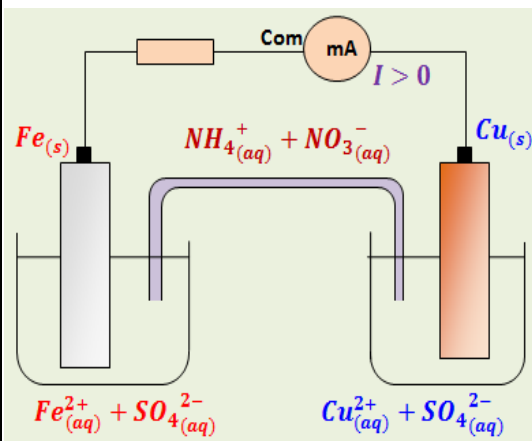 Com
mA
I > 0
Fe(s)
NH₄⁺(aq) + NO₃⁻(aq)
Cu(s)
Fe²⁺(aq) + SO₄²⁻(aq)
Cu²⁺(aq) + SO₄²⁻(aq)